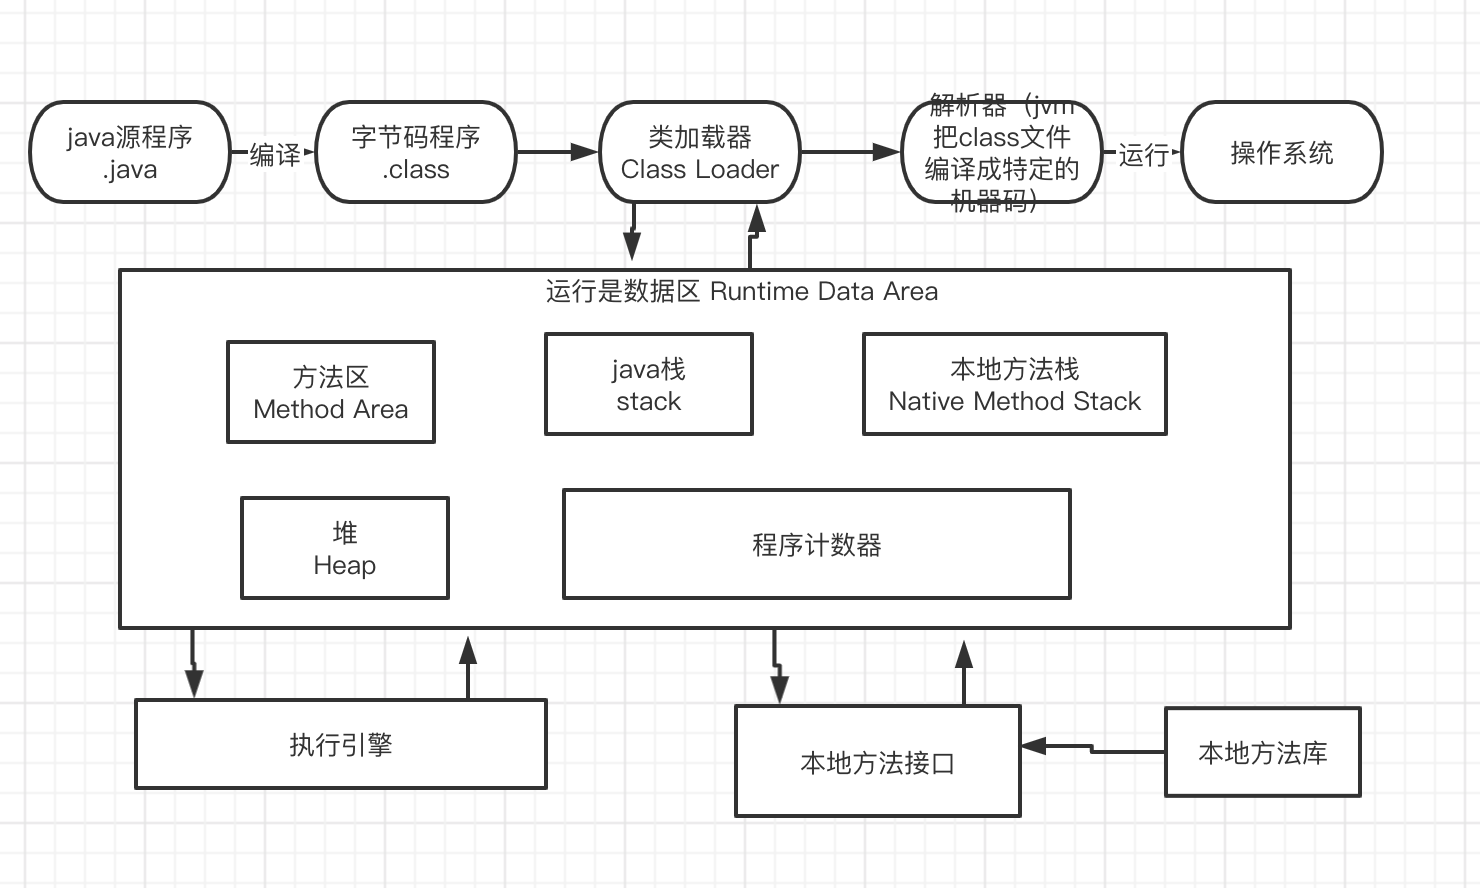 java源程序
.java
编译
字节码程序
.class
类加载器
Class Loader
解析器（jvm
把class文件
编译成特定的
机器码）
运行
操作系统
运行是数据区 Runtime Data Area
方法区
Method Area
java栈
stack
本地方法栈
Native Method Stack
堆
Heap
程序计数器
执行引擎
本地方法接口
本地方法库